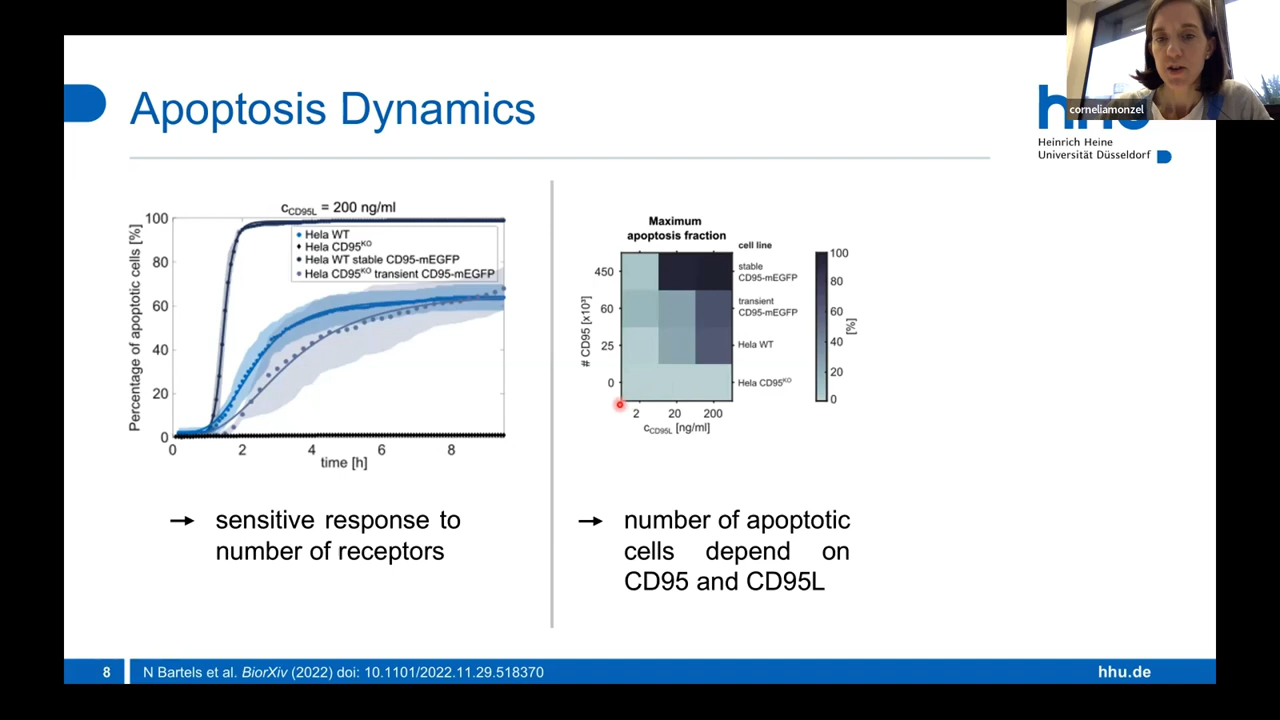 corneliamonzel
Apoptosis Dynamics
Heinrich Heine
Universität Düsseldorf
c_CD95L = 200 ng/ml
Percentage of apoptotic cells [%]
100
80
60
40
20
0
Hela WT
Hela CD95^KO
Hela WT stable CD95-mEGFP
Hela CD95^KO transient CD95-mEGFP
0 2 4 6 8
time [h]
→ sensitive response to
number of receptors
Maximum
apoptosis fraction
# CD95 [x10³]
450
60
25
0
cell line
stable
CD95-mEGFP
transient
CD95-mEGFP
Hela WT
Hela CD95^KO
2 20 200
c_CD95L [ng/ml]
100
80
60
40
20
0
[%]
→ number of apoptotic
cells depend on
CD95 and CD95L
8 N Bartels et al. BiorXiv (2022) doi: 10.1101/2022.11.29.518370
hhu.de